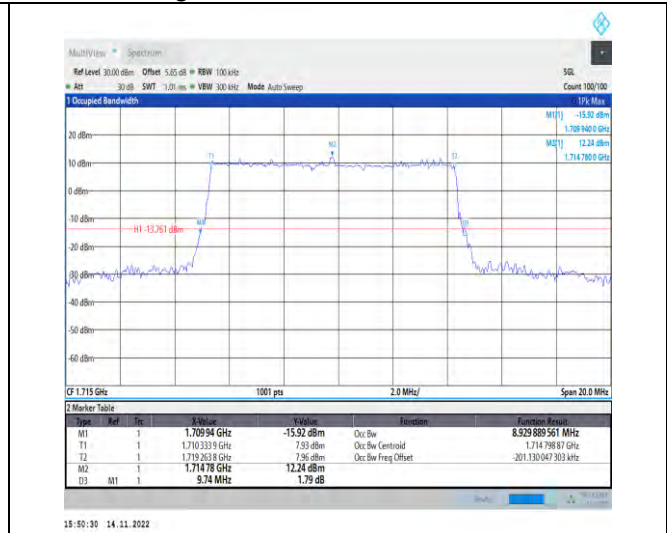 MultiView Spectrum
Ref Level 30.00 dBm Offset 5.85 dB RBW 100 kHz SGL
Att 30 dB SWT 1.01 ms VBW 300 kHz Mode Auto Sweep Count 100/100
1 Occupied Bandwidth 1Pk Max
M1[1] -15.92 dBm
1.709 940 0 GHz
M2[1] 12.24 dBm
1.714 780 0 GHz
20 dBm
M2
T1 T2
10 dBm
0 dBm
-10 dBm
M1 D3
H1 -13.761 dBm
-20 dBm
-30 dBm
-40 dBm
-50 dBm
-60 dBm
CF 1.715 GHz 1001 pts 2.0 MHz/ Span 20.0 MHz
2 Marker Table
Type Ref Trc X-Value Y-Value Function Function Result
M1 1 1.709 94 GHz -15.92 dBm Occ Bw 8.929 889 561 MHz
T1 1 1.710 333 9 GHz 7.93 dBm Occ Bw Centroid 1.714 798 87 GHz
T2 1 1.719 263 8 GHz 7.96 dBm Occ Bw Freq Offset -201.130 047 303 kHz
M2 1 1.714 78 GHz 12.24 dBm
D3 M1 1 9.74 MHz 1.79 dB
15:50:30 14.11.2022